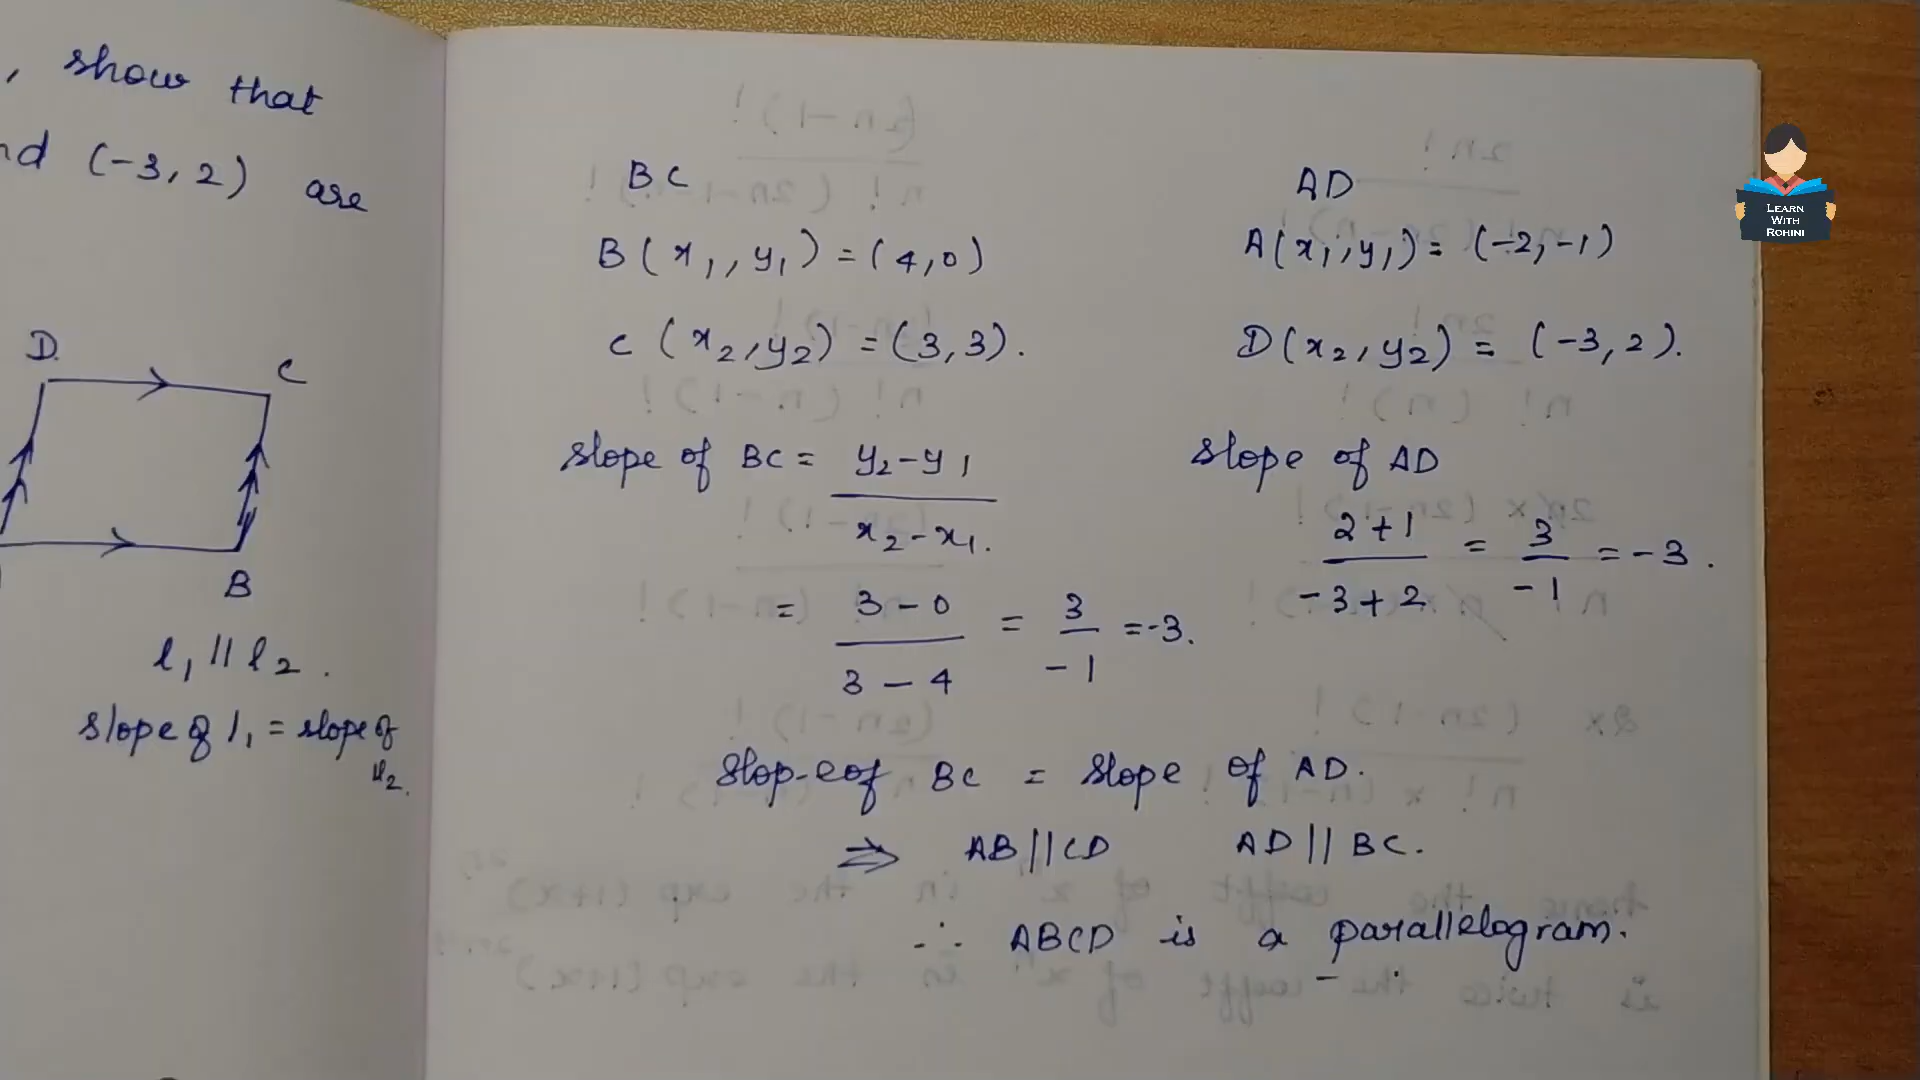 , show that
nd (-3, 2) are
D.
C
B
l1 || l2 .
Slope of l1 = slope of
l2.
BC
B ( x1, y1 ) = ( 4, 0 )
C ( x2, y2 ) = ( 3, 3 ) .
Slope of BC = y2 - y1
x2 - x1.
= 3 - 0 = 3 = -3.
3 - 4 -1
AD
A( x1, y1 ) = ( -2, -1 )
D( x2, y2 ) = ( -3, 2 ).
Slope of AD
2 + 1 = 3 = -3 .
-3 + 2 -1
Slop-e of BC = Slope of AD.
⇒ AB || CD AD || BC.
∴ ABCD is a parallelogram.
LEARN
WITH
ROHINI